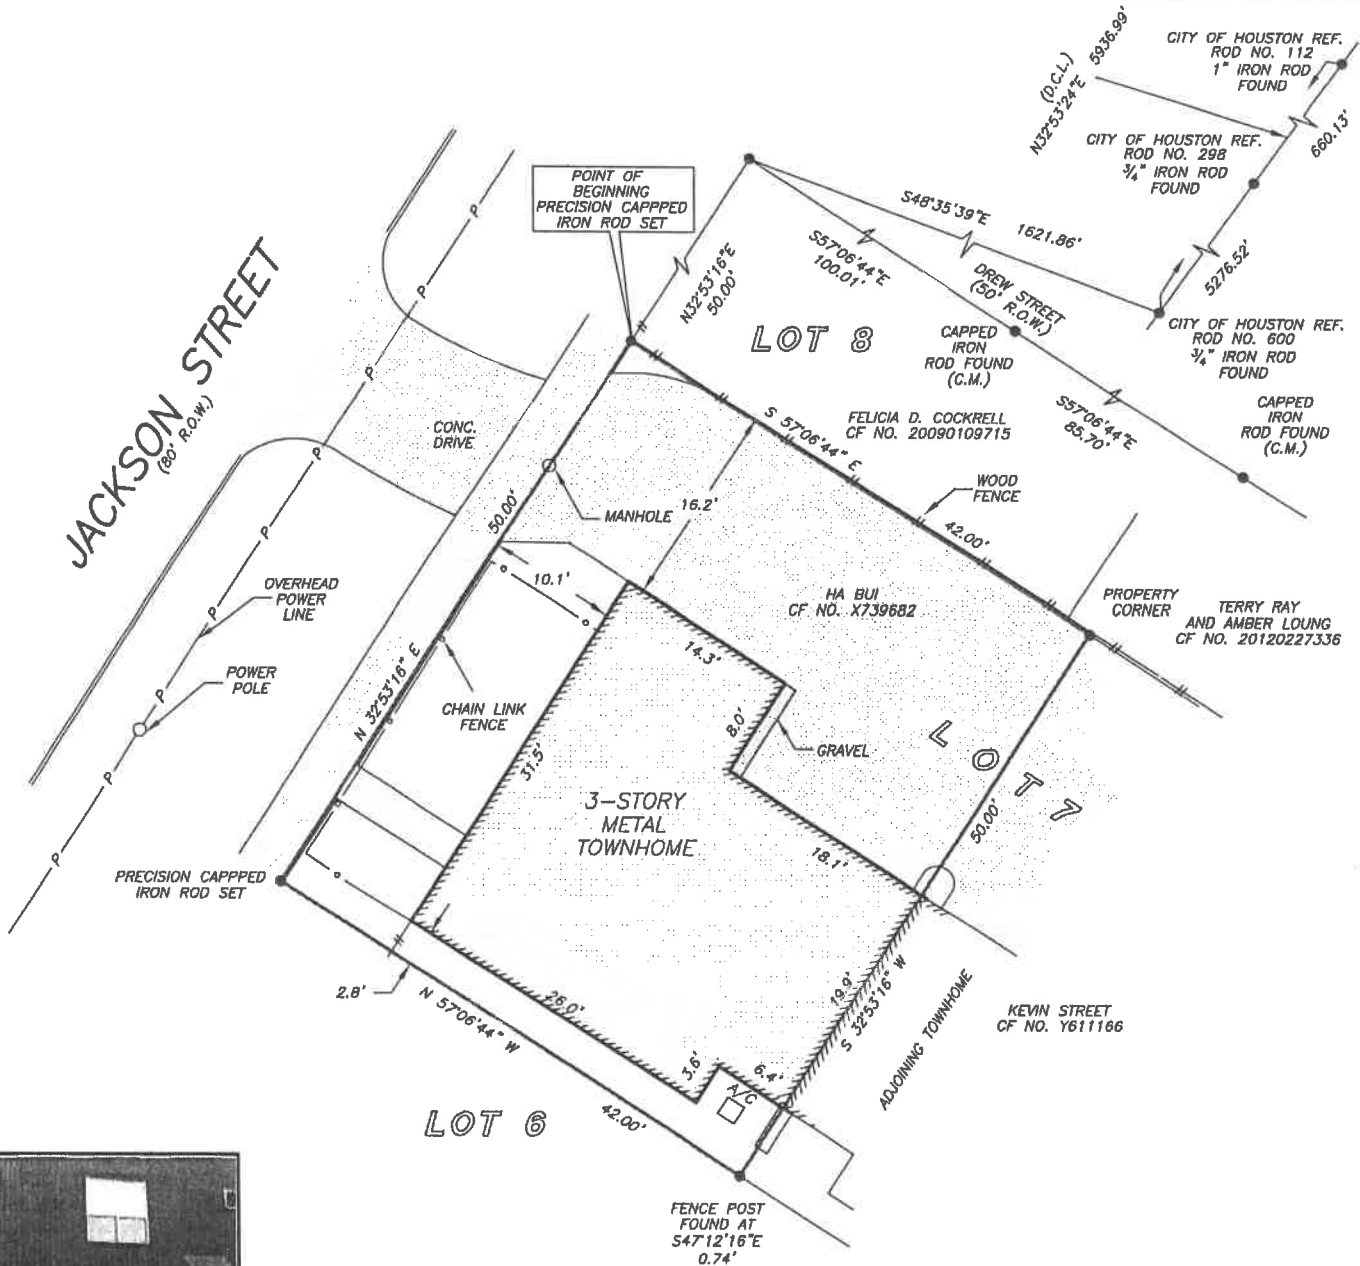 (D.C.L.)
N32°53'24"E 5936.99'
CITY OF HOUSTON REF.
ROD NO. 112
1" IRON ROD
FOUND
660.13'
CITY OF HOUSTON REF.
ROD NO. 298
3/4" IRON ROD
FOUND
5276.52'
CITY OF HOUSTON REF.
ROD NO. 600
3/4" IRON ROD
FOUND
POINT OF
BEGINNING
PRECISION CAPPPED
IRON ROD SET
N32°53'16"E
50.00'
S48°35'39"E 1621.86'
S57°06'44"E
100.01'
DREW STREET
(50' R.O.W.)
LOT 8
CAPPED
IRON
ROD FOUND
(C.M.)
S57°06'44"E
85.70'
CAPPED
IRON
ROD FOUND
(C.M.)
JACKSON STREET
(80' R.O.W.)
P
P
P
P
P
P
P
P
P
CONC.
DRIVE
FELICIA D. COCKRELL
CF NO. 20090109715
S 57°06'44" E
42.00'
WOOD
FENCE
50.00'
MANHOLE
16.2'
OVERHEAD
POWER
LINE
10.1'
HA BUI
CF NO. X739682
PROPERTY
CORNER
TERRY RAY
AND AMBER LOUNG
CF NO. 20120227336
POWER
POLE
N 32°53'16" E
CHAIN LINK
FENCE
14.3'
8.0'
GRAVEL
LOT 7
31.5'
3-STORY
METAL
TOWNHOME
18.1'
50.00'
PRECISION CAPPPED
IRON ROD SET
2.8'
N 57°06'44" W
26.0'
19.9'
S 32°53'16" W
ADJOINING TOWNHOME
KEVIN STREET
CF NO. Y611166
3.6'
6.4'
A/C
LOT 6
42.00'
FENCE POST
FOUND AT
S47°12'16"E
0.74'